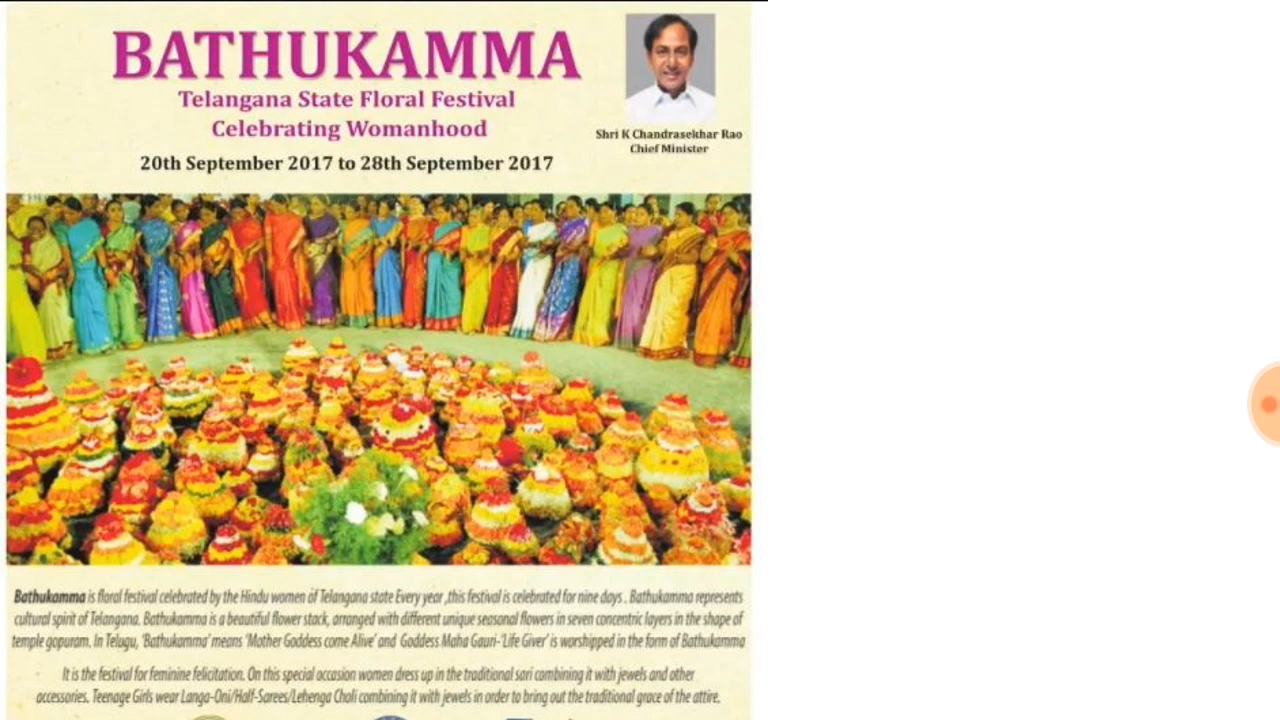 BATHUKAMMA
Telangana State Floral Festival
Celebrating Womanhood
20th September 2017 to 28th September 2017
Shri K Chandrasekhar Rao
Chief Minister
Bathukamma is floral festival celebrated by the Hindu women of Telangana state Every year ,this festival is celebrated for nine days . Bathukamma represents
cultural spirit of Telangana. Bathukamma is a beautiful flower stack, arranged with different unique seasonal flowers in seven concentric layers in the shape of
temple gopuram. In Telugu, 'Bathukamma' means 'Mother Goddess come Alive' and Goddess Maha Gauri-'Life Giver' is worshipped in the form of Bathukamma
It is the festival for feminine felicitation. On this special occasion women dress up in the traditional sari combining it with jewels and other
accessories. Teenage Girls wear Langa-Oni/Half-Sarees/Lehenga Choli combining it with jewels in order to bring out the traditional grace of the attire.